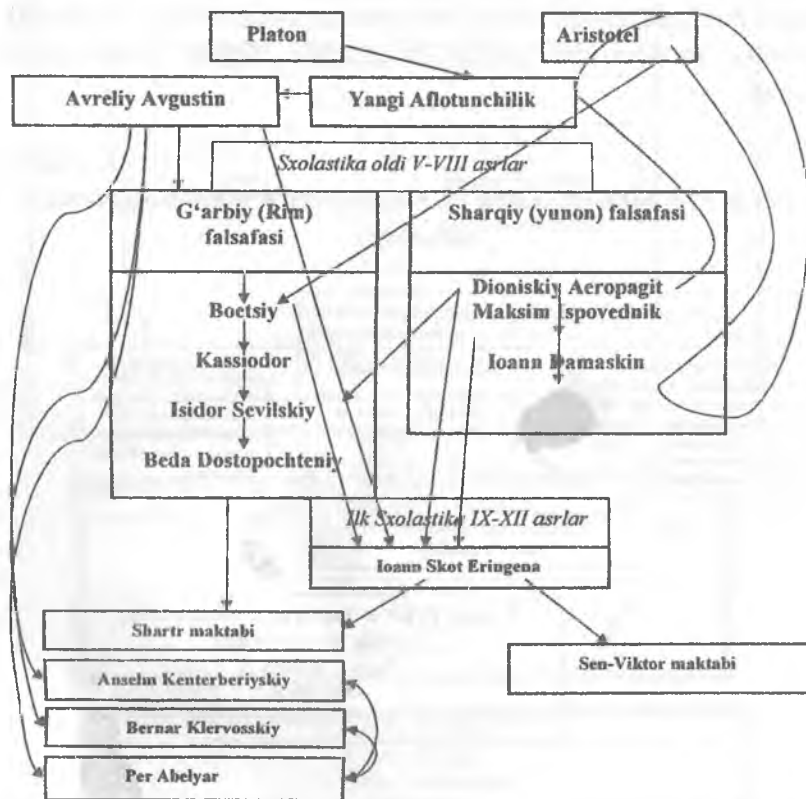 Platon
Aristotel
Avreliy Avgustin
Yangi Aflotunchilik
Sxolastika oldi V-VIII asrlar
G‘arbiy (Rim)
falsafasi
Sharqiy (yunon) falsafasi
Boetsiy
Kassiodor
Isidor Sevilskiy
Beda Dostopochteniy
Dioniskiy Aeropagit
Maksim Ispovednik
Ioann Damaskin
Ilk Sxolastika IX-XII asrlar
Ioann Skot Eringena
Shartr maktabi
Sen-Viktor maktabi
Anselm Kenterberiyskiy
Bernar Klervosskiy
Per Abelyar